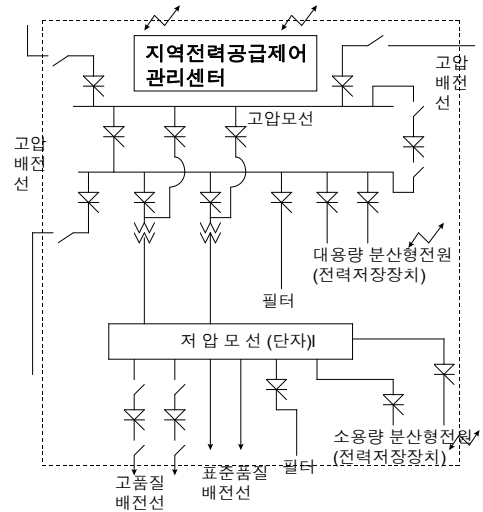 지역전력공급제어
관리센터
고압
배전
선
고압모선
고압
배전
선
대용량 분산형전원
(전력저장장치)
필터
저 압 모 선 (단자)I
소용량 분산형전원
(전력저장장치)
필터
표준품질
배전선
고품질
배전선